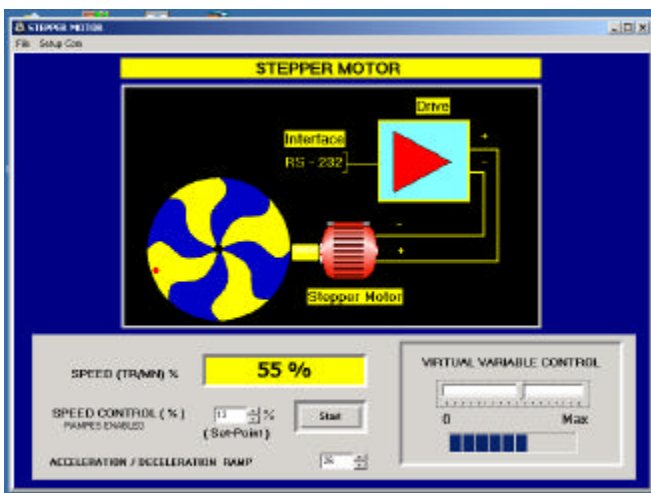 STEPPER MOTOR
File Setup Com
STEPPER MOTOR
Drive
Interface
RS - 232
+
-
-
+
Stepper Motor
SPEED (TR/MN) %
55 %
SPEED CONTROL ( % )
RAMPES ENABLED
%
( Set-Point )
Start
ACCELERATION / DECELERATION RAMP
VIRTUAL VARIABLE CONTROL
0 Max